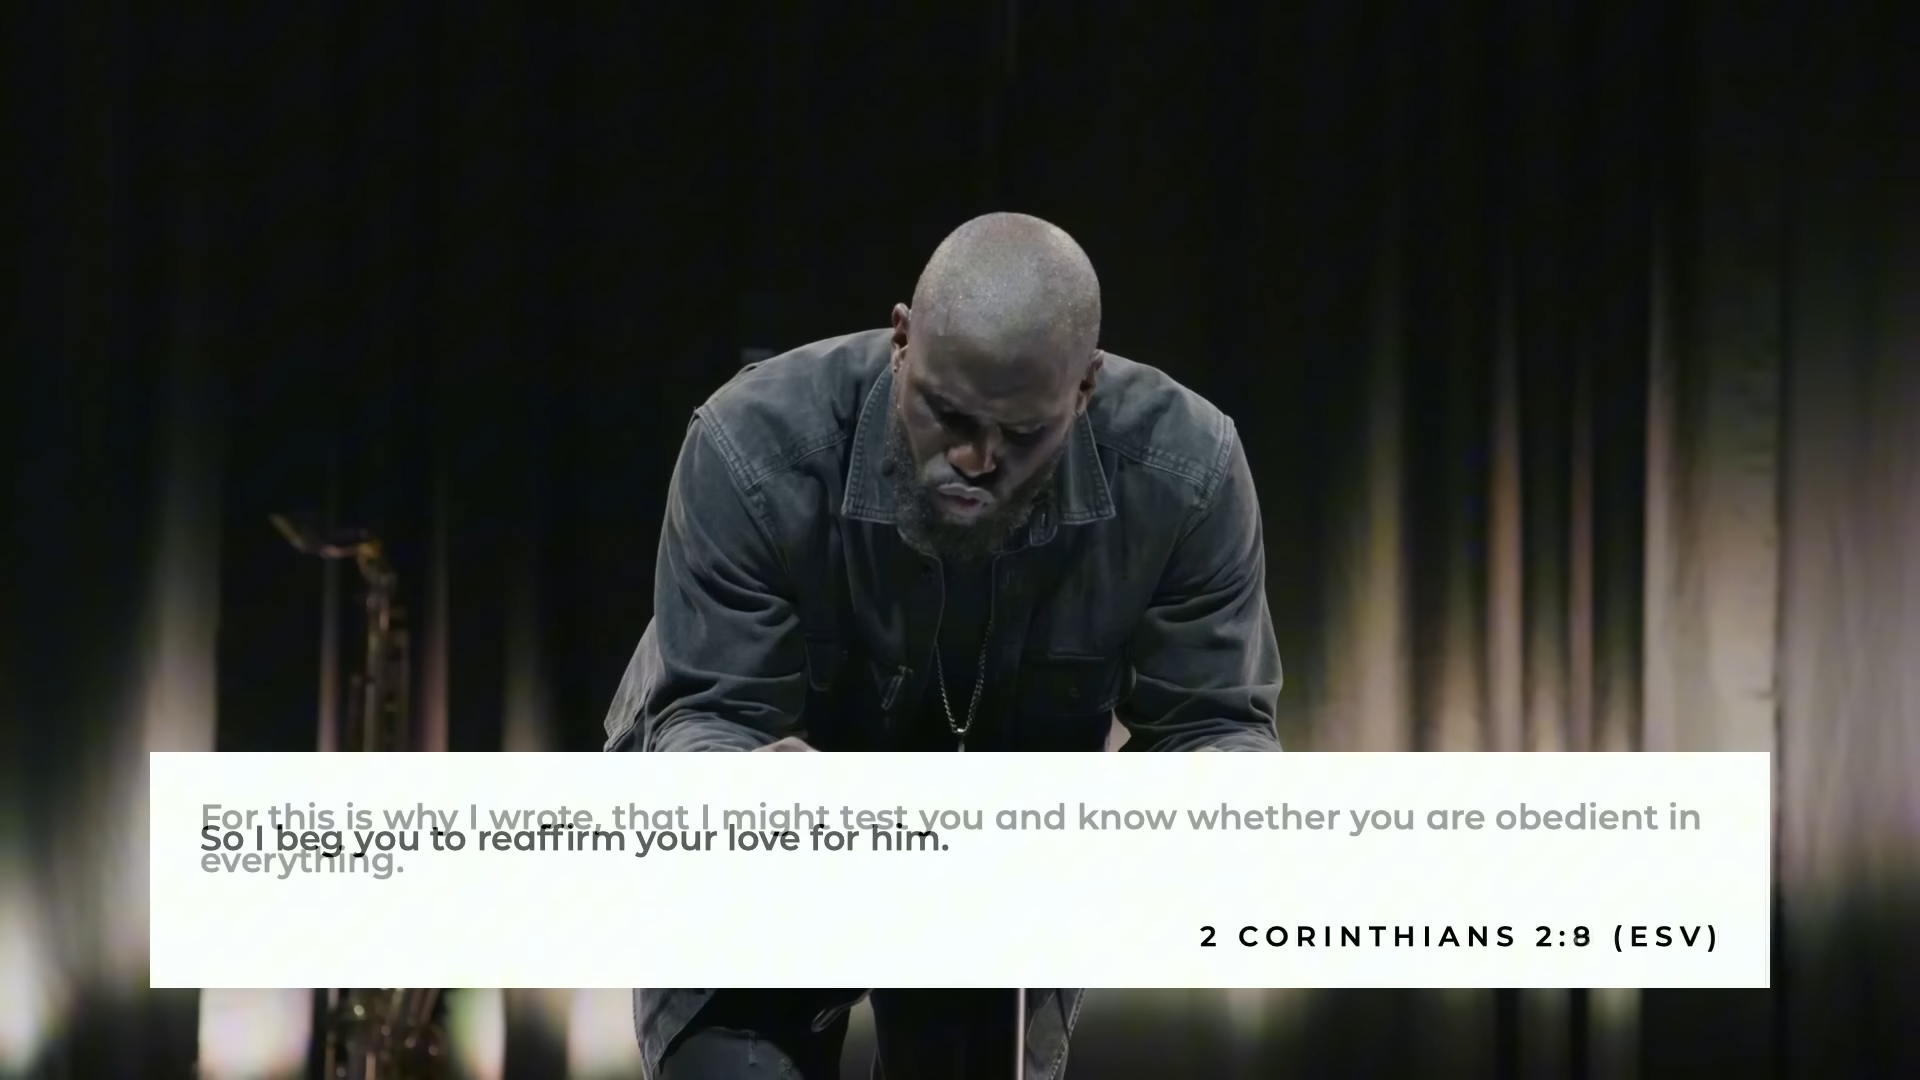 For this is why I wrote, that I might test you and know whether you are obedient in
So I beg you to reaffirm your love for him.
everything.
2 CORINTHIANS 2:8 (ESV)